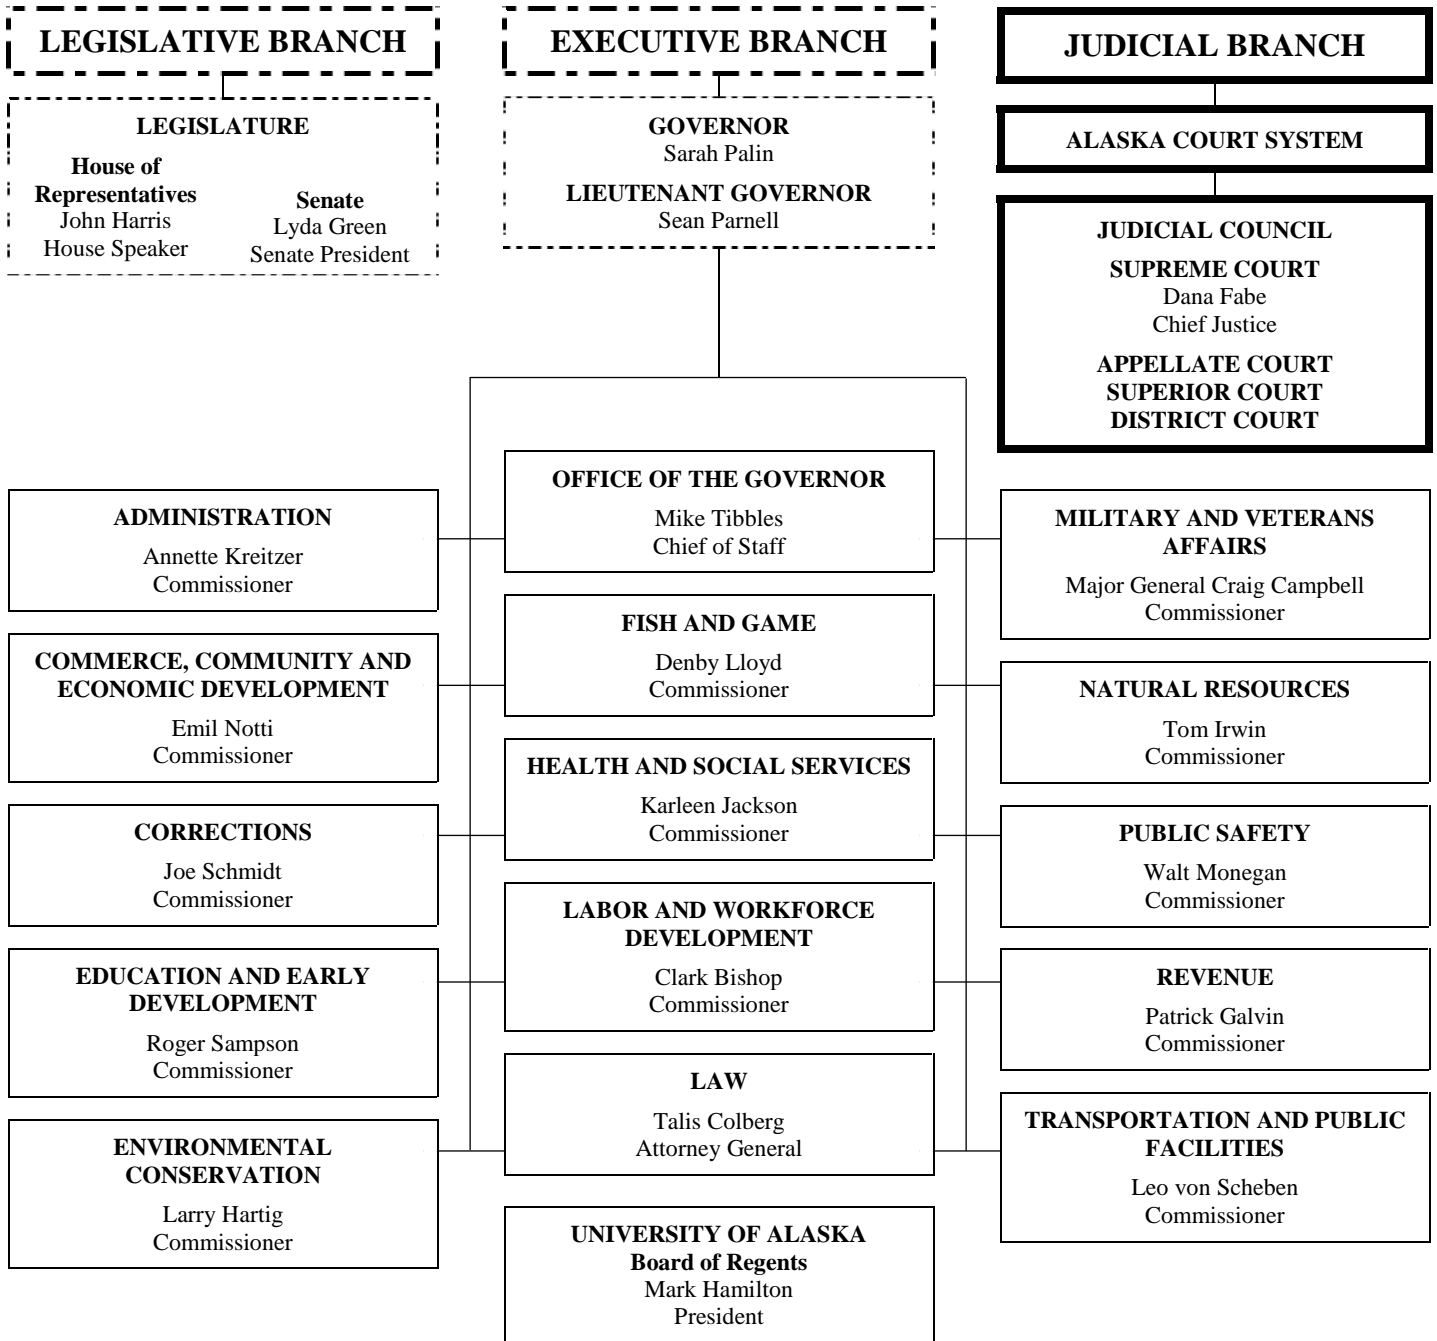 LEGISLATIVE BRANCH
LEGISLATURE
House of
Representatives
John Harris
House Speaker
Senate
Lyda Green
Senate President
EXECUTIVE BRANCH
GOVERNOR
Sarah Palin
LIEUTENANT GOVERNOR
Sean Parnell
JUDICIAL BRANCH
ALASKA COURT SYSTEM
JUDICIAL COUNCIL
SUPREME COURT
Dana Fabe
Chief Justice
APPELLATE COURT
SUPERIOR COURT
DISTRICT COURT
ADMINISTRATION
Annette Kreitzer
Commissioner
COMMERCE, COMMUNITY AND
ECONOMIC DEVELOPMENT
Emil Notti
Commissioner
CORRECTIONS
Joe Schmidt
Commissioner
EDUCATION AND EARLY
DEVELOPMENT
Roger Sampson
Commissioner
ENVIRONMENTAL
CONSERVATION
Larry Hartig
Commissioner
OFFICE OF THE GOVERNOR
Mike Tibbles
Chief of Staff
FISH AND GAME
Denby Lloyd
Commissioner
HEALTH AND SOCIAL SERVICES
Karleen Jackson
Commissioner
LABOR AND WORKFORCE
DEVELOPMENT
Clark Bishop
Commissioner
LAW
Talis Colberg
Attorney General
UNIVERSITY OF ALASKA
Board of Regents
Mark Hamilton
President
MILITARY AND VETERANS
AFFAIRS
Major General Craig Campbell
Commissioner
NATURAL RESOURCES
Tom Irwin
Commissioner
PUBLIC SAFETY
Walt Monegan
Commissioner
REVENUE
Patrick Galvin
Commissioner
TRANSPORTATION AND PUBLIC
FACILITIES
Leo von Scheben
Commissioner